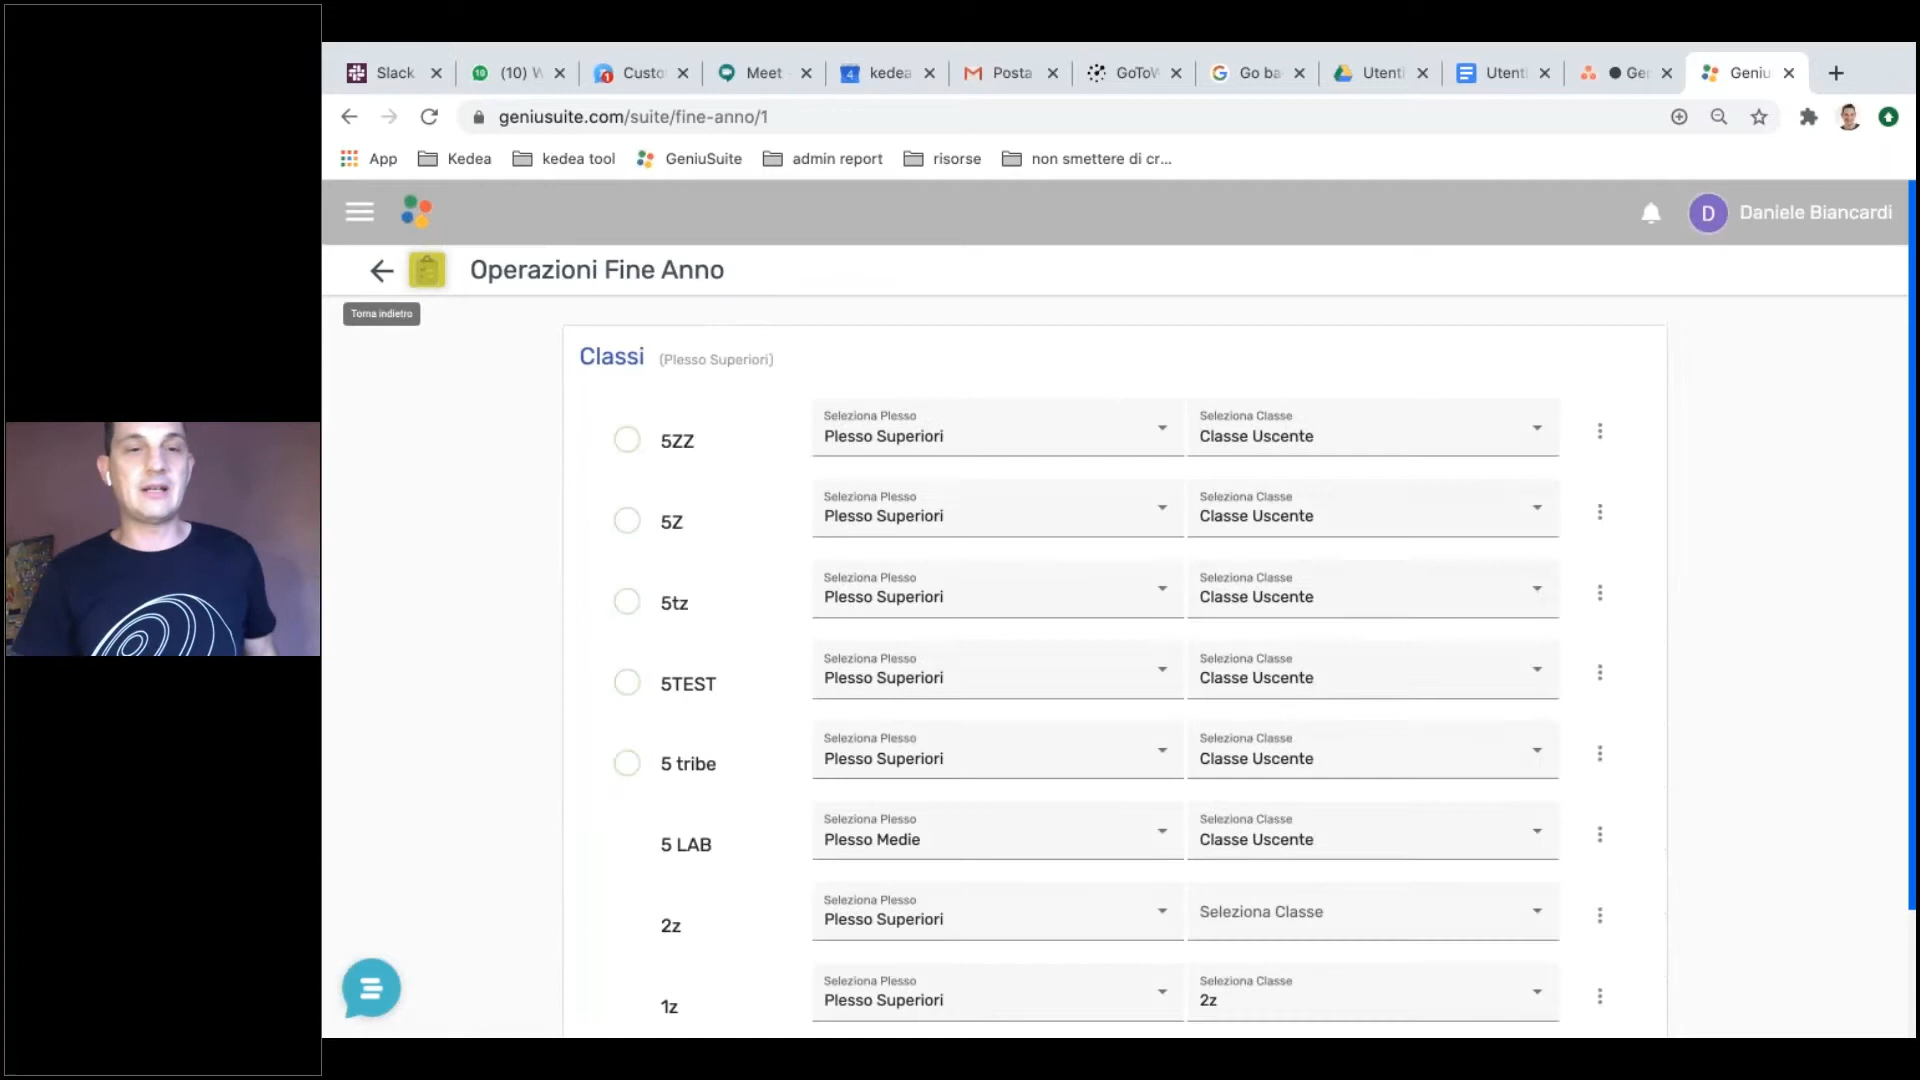 Slack
(10) W
Custo
Meet
kedea
Posta
GoToW
Go ba
Utenti
Utenti
Ge
Geniu
geniusuite.com/suite/fine-anno/1
App
Kedea
kedea tool
GeniuSuite
admin report
risorse
non smettere di cr...
D
Daniele Biancardi
Operazioni Fine Anno
Torna indietro
Classi (Plesso Superiori)
Seleziona Plesso
Seleziona Classe
5ZZ
Plesso Superiori
Classe Uscente
Seleziona Plesso
Seleziona Classe
5Z
Plesso Superiori
Classe Uscente
Seleziona Plesso
Seleziona Classe
5tz
Plesso Superiori
Classe Uscente
Seleziona Plesso
Seleziona Classe
5TEST
Plesso Superiori
Classe Uscente
Seleziona Plesso
Seleziona Classe
5 tribe
Plesso Superiori
Classe Uscente
Seleziona Plesso
Seleziona Classe
5 LAB
Plesso Medie
Classe Uscente
Seleziona Plesso
2z
Plesso Superiori
Seleziona Classe
Seleziona Plesso
Seleziona Classe
1z
Plesso Superiori
2z